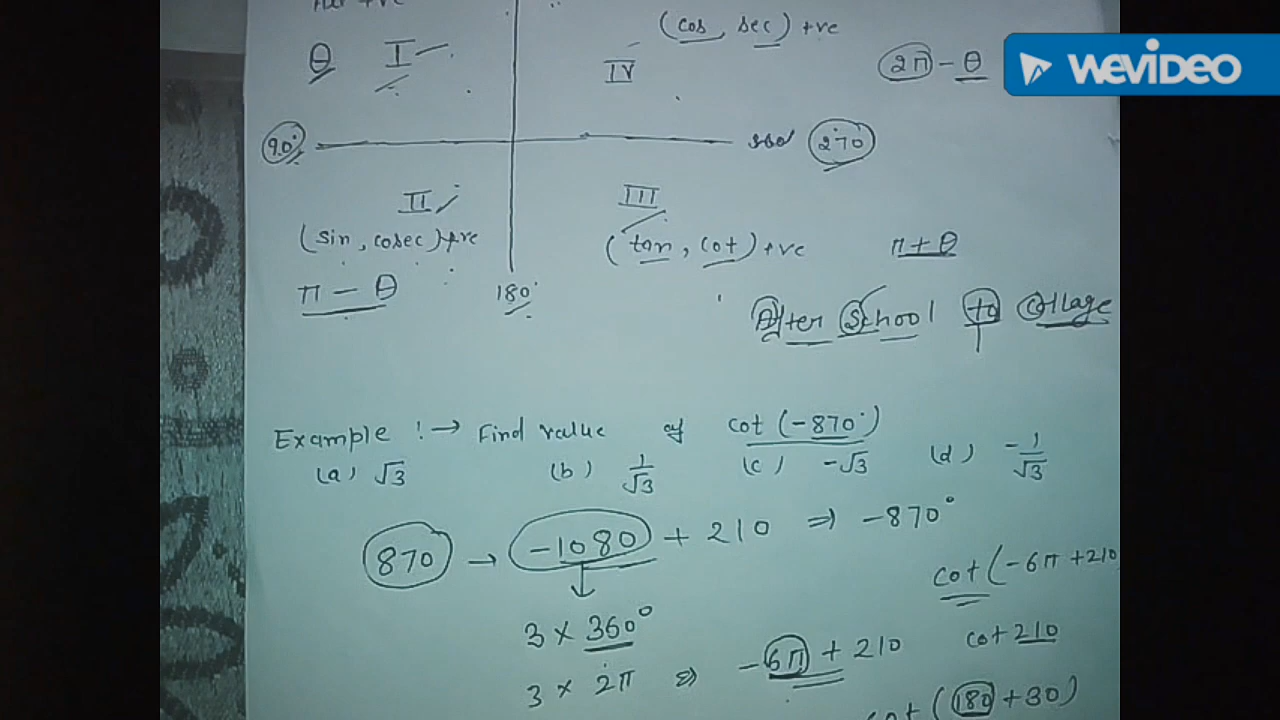 +ve
(cos, sec) +ve
θ I
IV
2π - θ
WEVIDEO
90°
270
II
III
(sin, cosec) +ve
(tan, cot) +ve
π + θ
π - θ
180°
After School to Collage
Example :→ Find value of cot (-870°)
(a) √3 (b) 1/√3 (c) -√3 (d) -1/√3
870 → -1080 + 210 ⇒ -870°
cot (-6π + 210
3 × 360°
3 × 2π ⇒ -6π + 210
cot 210
cot (180 + 30)